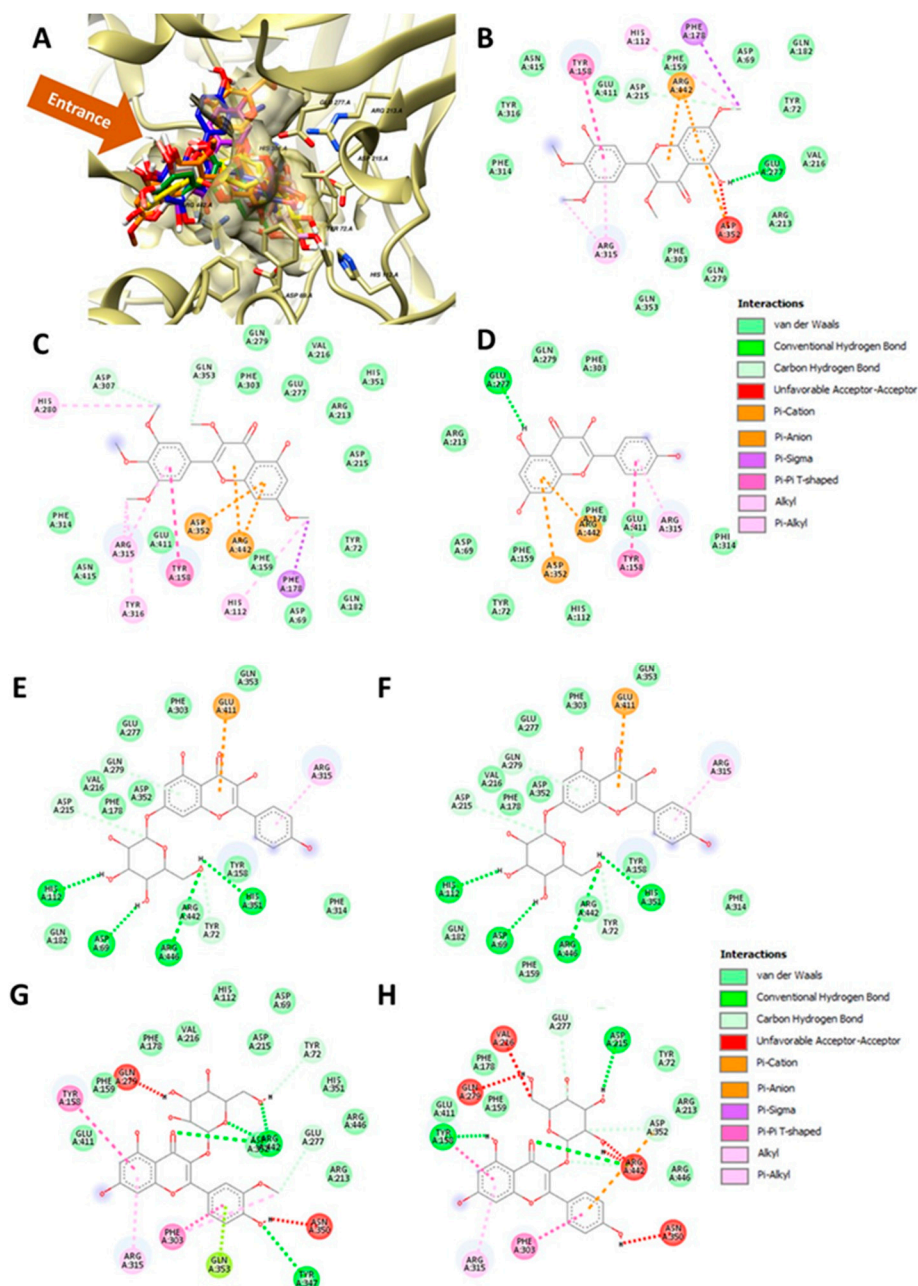 A
Entrance
GLU 277.A
ARG 213.A
ASP 215.A
TYR 72.A
HIS 112.A
ASP 69.A
B
HIS
A:112
PHE
A:178
ASN
A:415
TYR
A:158
PHE
A:159
ASP
A:69
GLN
A:182
GLU
A:411
ASP
A:215
ARG
A:442
TYR
A:316
TYR
A:72
PHE
A:314
GLU
A:277
VAL
A:216
H
ASP
A:352
ARG
A:213
ARG
A:315
PHE
A:303
GLN
A:279
GLN
A:353
Interactions
van der Waals
Conventional Hydrogen Bond
Carbon Hydrogen Bond
Unfavorable Acceptor-Acceptor
Pi-Cation
Pi-Anion
Pi-Sigma
Pi-Pi T-shaped
Alkyl
Pi-Alkyl
C
GLN
A:279
VAL
A:216
ASP
A:307
GLN
A:353
PHE
A:303
GLU
A:277
HIS
A:351
HIS
A:280
ARG
A:213
ASP
A:215
PHE
A:314
ARG
A:315
GLU
A:411
ASP
A:352
ARG
A:442
ASN
A:415
TYR
A:158
PHE
A:159
TYR
A:72
PHE
A:178
TYR
A:316
HIS
A:112
ASP
A:69
GLN
A:182
D
GLN
A:279
PHE
A:303
GLU
A:277
H
ARG
A:213
ASP
A:69
PHE
A:159
PHE
A:178
ARG
A:442
GLU
A:411
ARG
A:315
PHI
A:314
ASP
A:352
TYR
A:158
TYR
A:72
HIS
A:112
E
GLN
A:353
PHE
A:303
GLU
A:411
GLU
A:277
GLN
A:279
ARG
A:315
VAL
A:216
ASP
A:352
ASP
A:215
PHE
A:178
TYR
A:158
HIS
A:112
HIS
A:351
ARG
A:442
PHE
A:314
GLN
A:182
ASP
A:69
ARG
A:446
TYR
A:72
F
GLN
A:353
PHE
A:303
GLU
A:411
GLU
A:277
GLN
A:279
ARG
A:315
VAL
A:216
ASP
A:352
ASP
A:215
PHE
A:178
TYR
A:158
HIS
A:112
HIS
A:351
ARG
A:442
PHE
A:314
GLN
A:182
ASP
A:69
ARG
A:446
TYR
A:72
PHE
A:159
Interactions
van der Waals
Conventional Hydrogen Bond
Carbon Hydrogen Bond
Unfavorable Acceptor-Acceptor
Pi-Cation
Pi-Anion
Pi-Sigma
Pi-Pi T-shaped
Alkyl
Pi-Alkyl
G
HIS
A:112
ASP
A:69
PHE
A:178
VAL
A:216
ASP
A:215
TYR
A:72
TYR
A:158
PHE
A:159
GLN
A:279
HIS
A:351
GLU
A:411
ARG
A:442
GLU
A:277
ARG
A:446
ARG
A:213
PHE
A:303
ASN
A:350
ARG
A:315
GLN
A:353
TYR
A:347
H
GLU
A:277
VAL
A:216
ASP
A:215
PHE
A:178
TYR
A:72
GLN
A:279
GLU
A:411
PHE
A:159
ARG
A:213
ASP
A:352
TYR
A:158
ARG
A:442
ARG
A:446
PHE
A:303
ASN
A:350
ARG
A:315